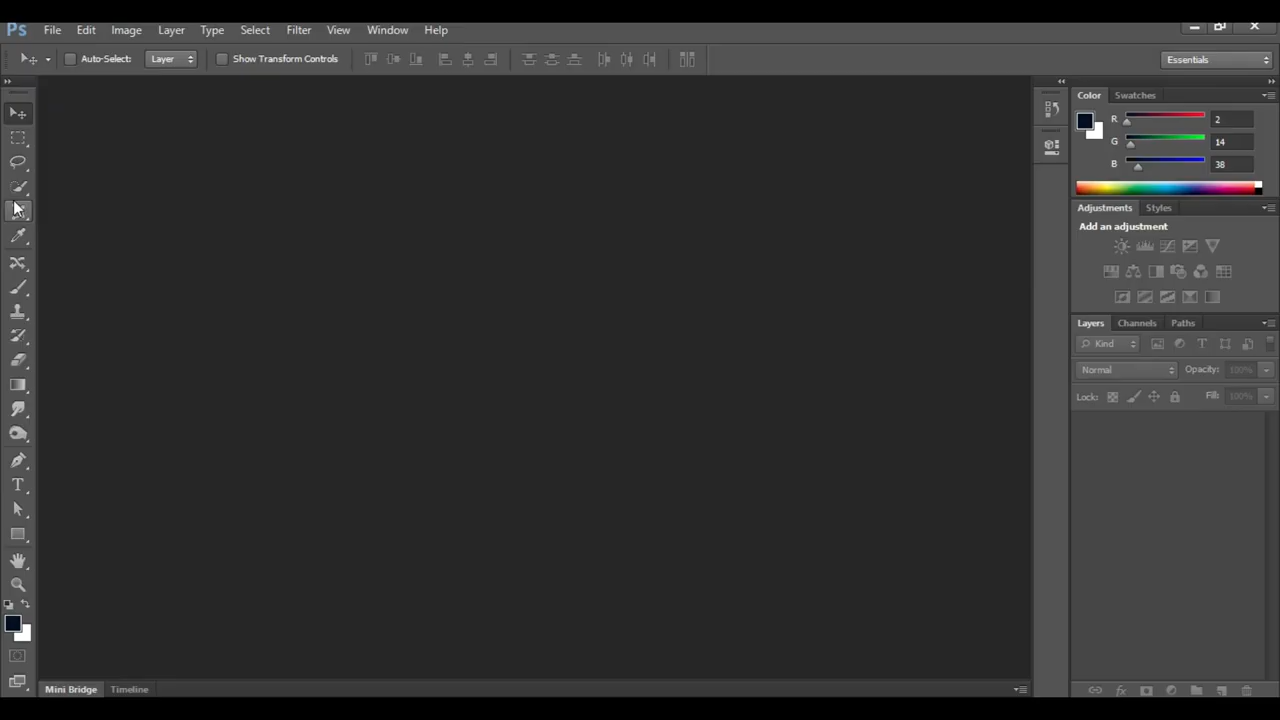 Ps File Edit Image Layer Type Select Filter View Window Help
Auto-Select: Layer Show Transform Controls Essentials
Color Swatches
R 2
G 14
B 38
Adjustments Styles
Add an adjustment
Layers Channels Paths
Kind T
Normal Opacity: 100%
Lock: Fill: 100%
T
fx
Mini Bridge Timeline